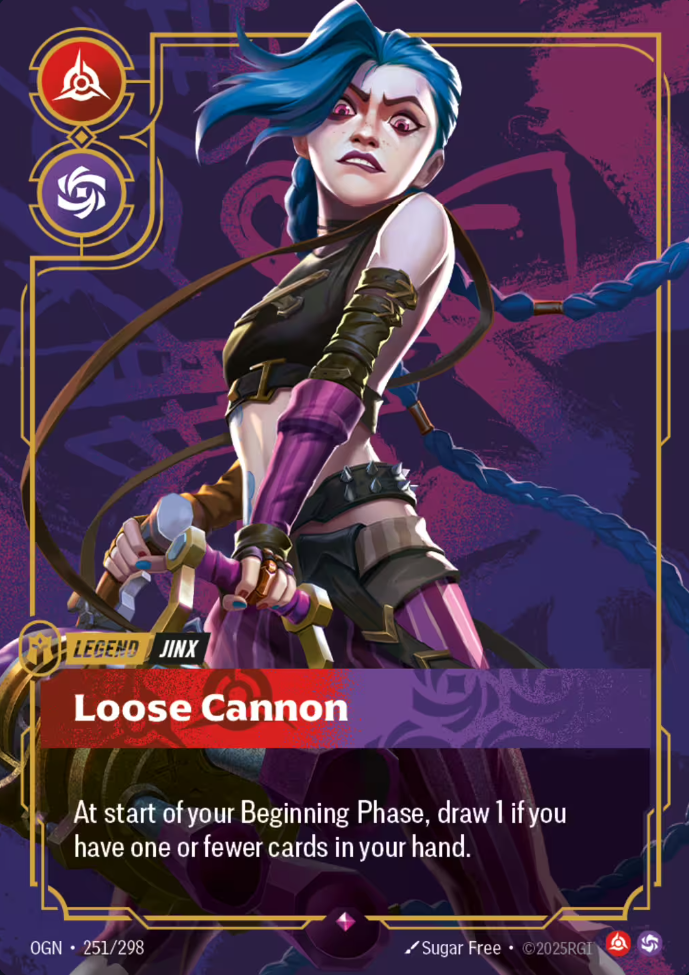 LEGEND JINX
Loose Cannon
At start of your Beginning Phase, draw 1 if you
have one or fewer cards in your hand.
OGN • 251/298 Sugar Free • ©2025RGI